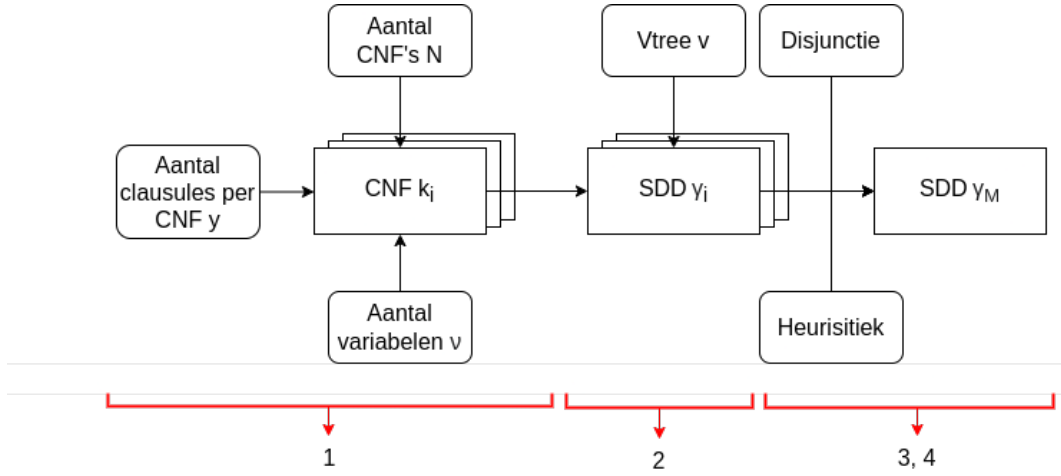 Aantal
CNF's N
Vtree v
Disjunctie
Aantal
clausules per
CNF y
CNF kᵢ
SDD γᵢ
SDD γ_M
Aantal
variabelen ν
Heurisitiek
1
2
3, 4